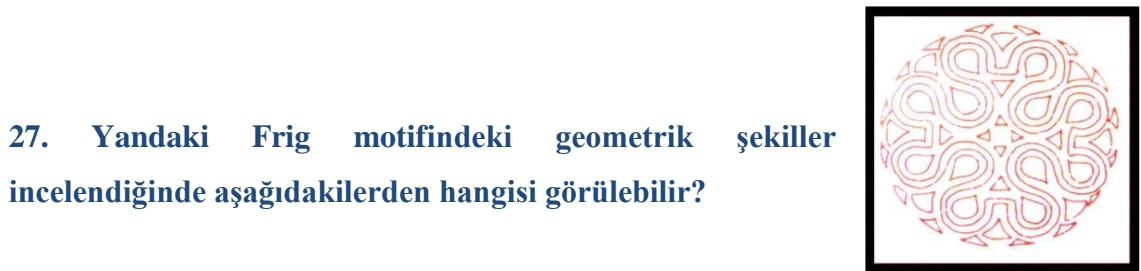 27. Yandaki Frig motifindeki geometrik şekiller
incelendiğinde aşağıdakilerden hangisi görülebilir?